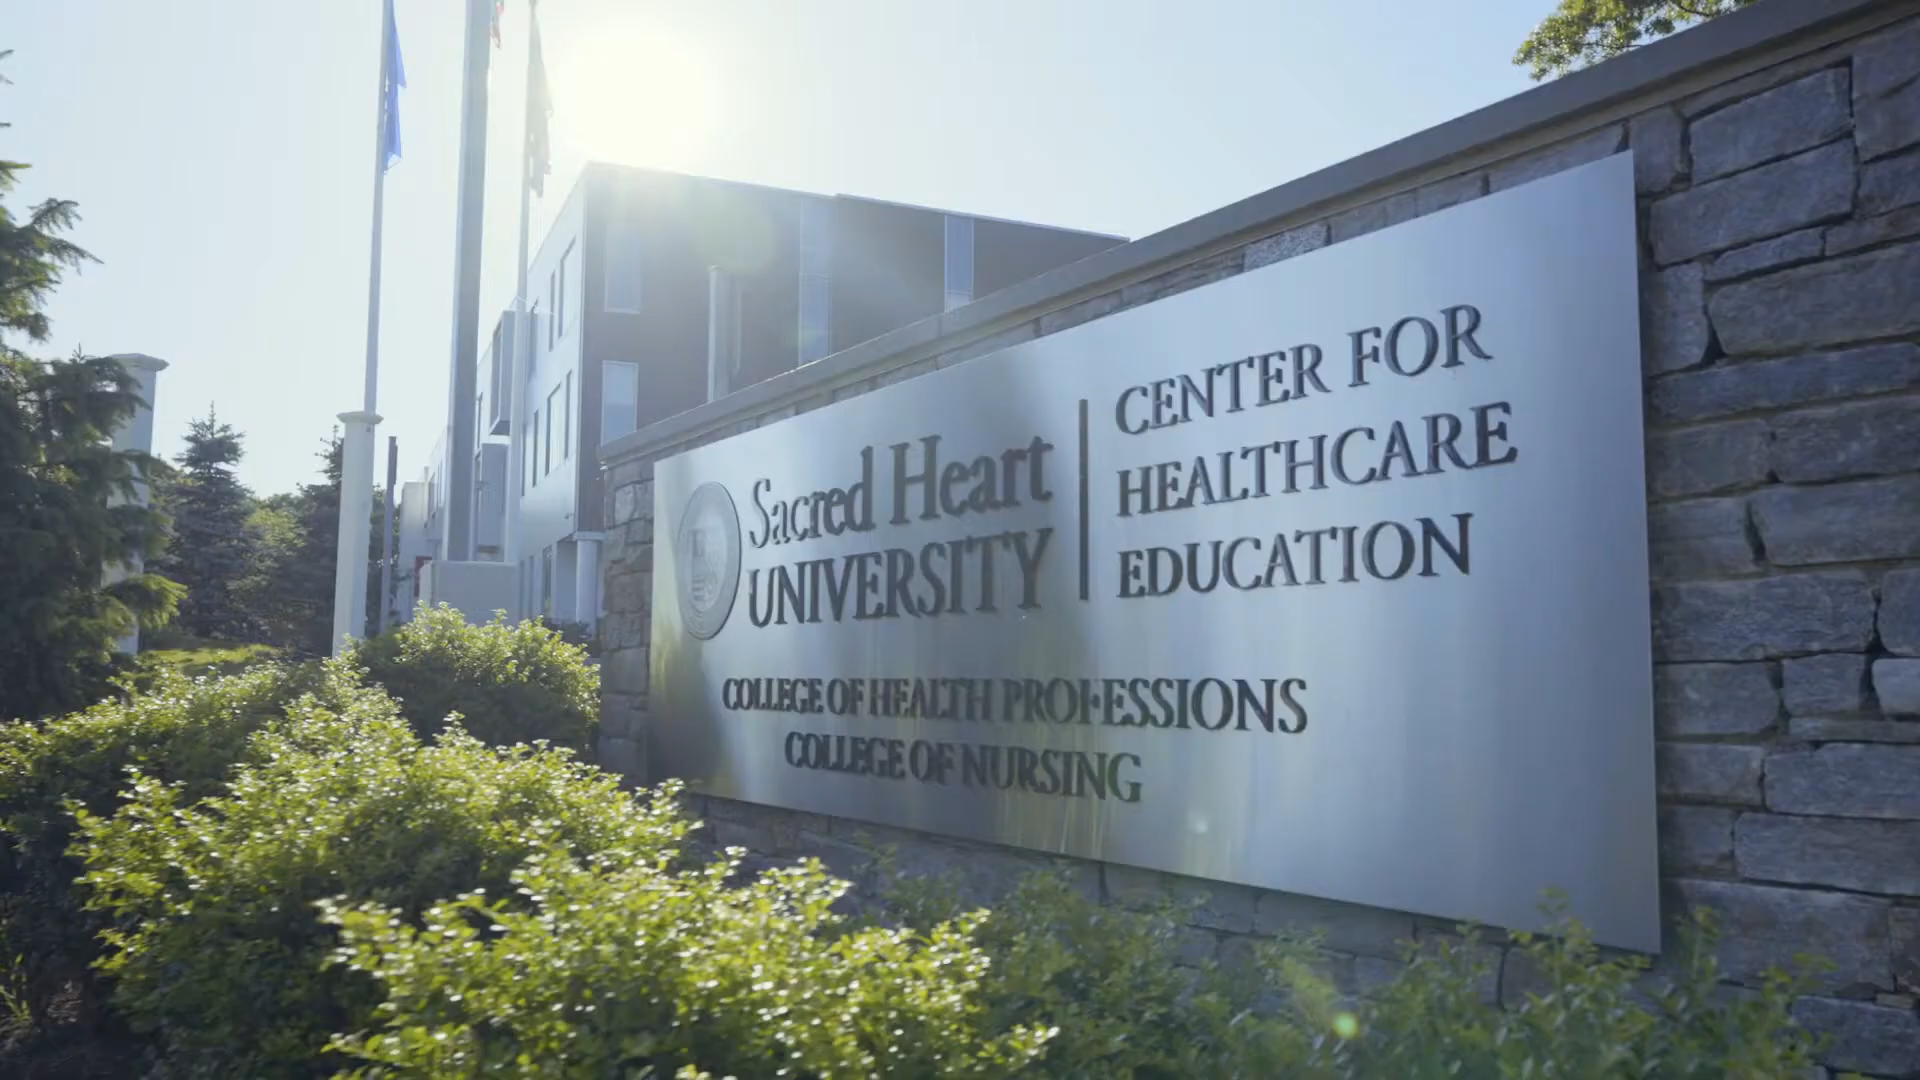 Sacred Heart
UNIVERSITY
CENTER FOR
HEALTHCARE
EDUCATION
COLLEGE OF HEALTH PROFESSIONS
COLLEGE OF NURSING